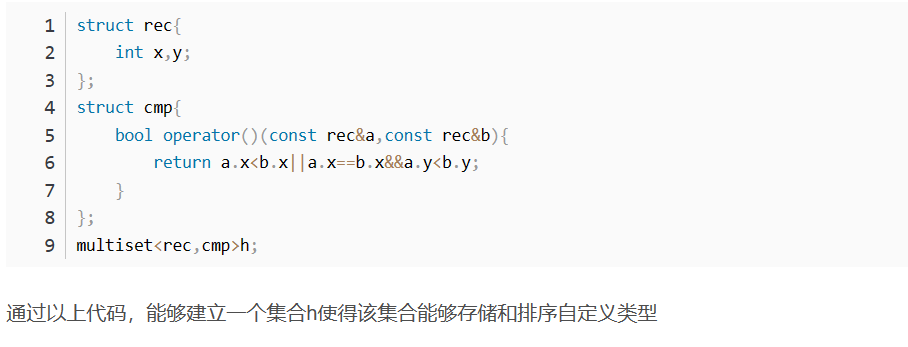 1 struct rec{
2     int x,y;
3 };
4 struct cmp{
5     bool operator()(const rec&a,const rec&b){
6         return a.x<b.x||a.x==b.x&&a.y<b.y;
7     }
8 };
9 multiset<rec,cmp>h;
通过以上代码，能够建立一个集合h使得该集合能够存储和排序自定义类型